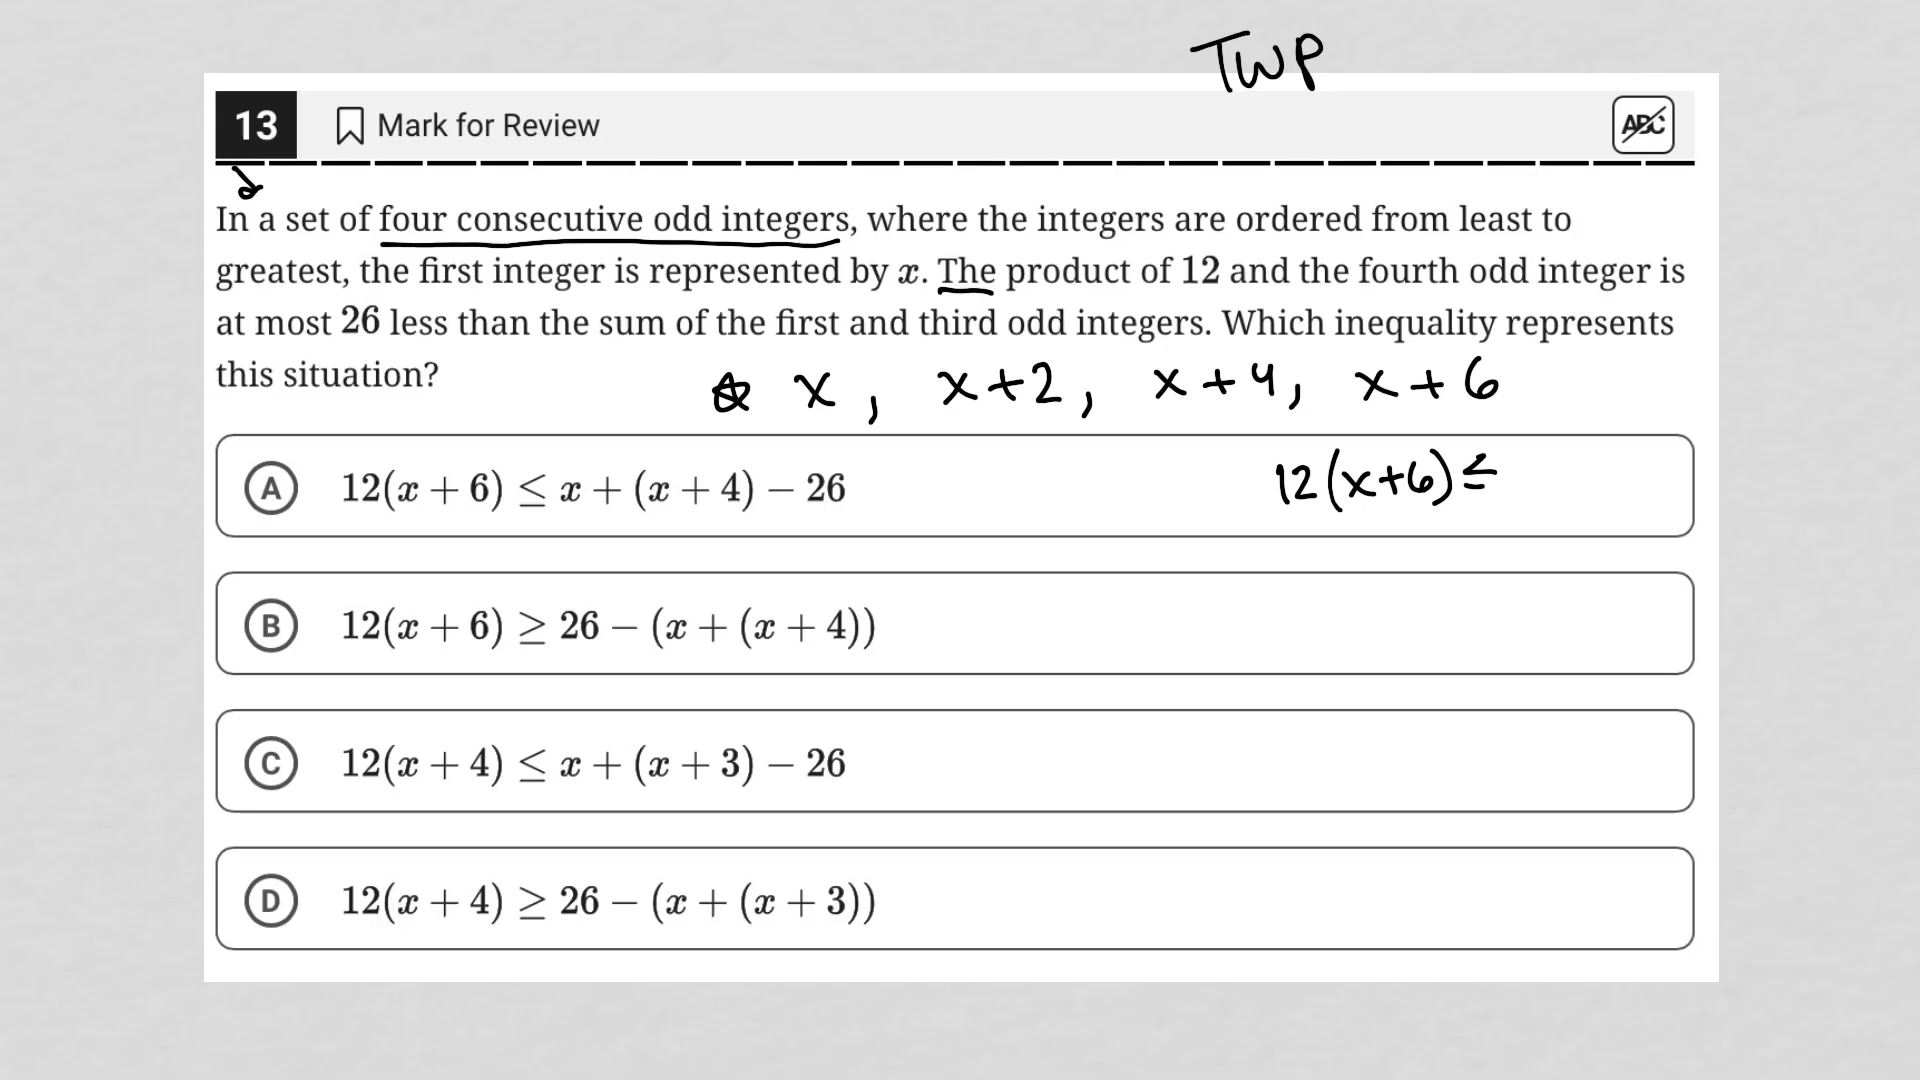 TWP
13 Mark for Review ABC
In a set of four consecutive odd integers, where the integers are ordered from least to
greatest, the first integer is represented by x. The product of 12 and the fourth odd integer is
at most 26 less than the sum of the first and third odd integers. Which inequality represents
this situation?
x, x+2, x+4, x+6
A 12(x + 6) ≤ x + (x + 4) − 26
12(x+6) ≤
B 12(x + 6) ≥ 26 − (x + (x + 4))
C 12(x + 4) ≤ x + (x + 3) − 26
D 12(x + 4) ≥ 26 − (x + (x + 3))